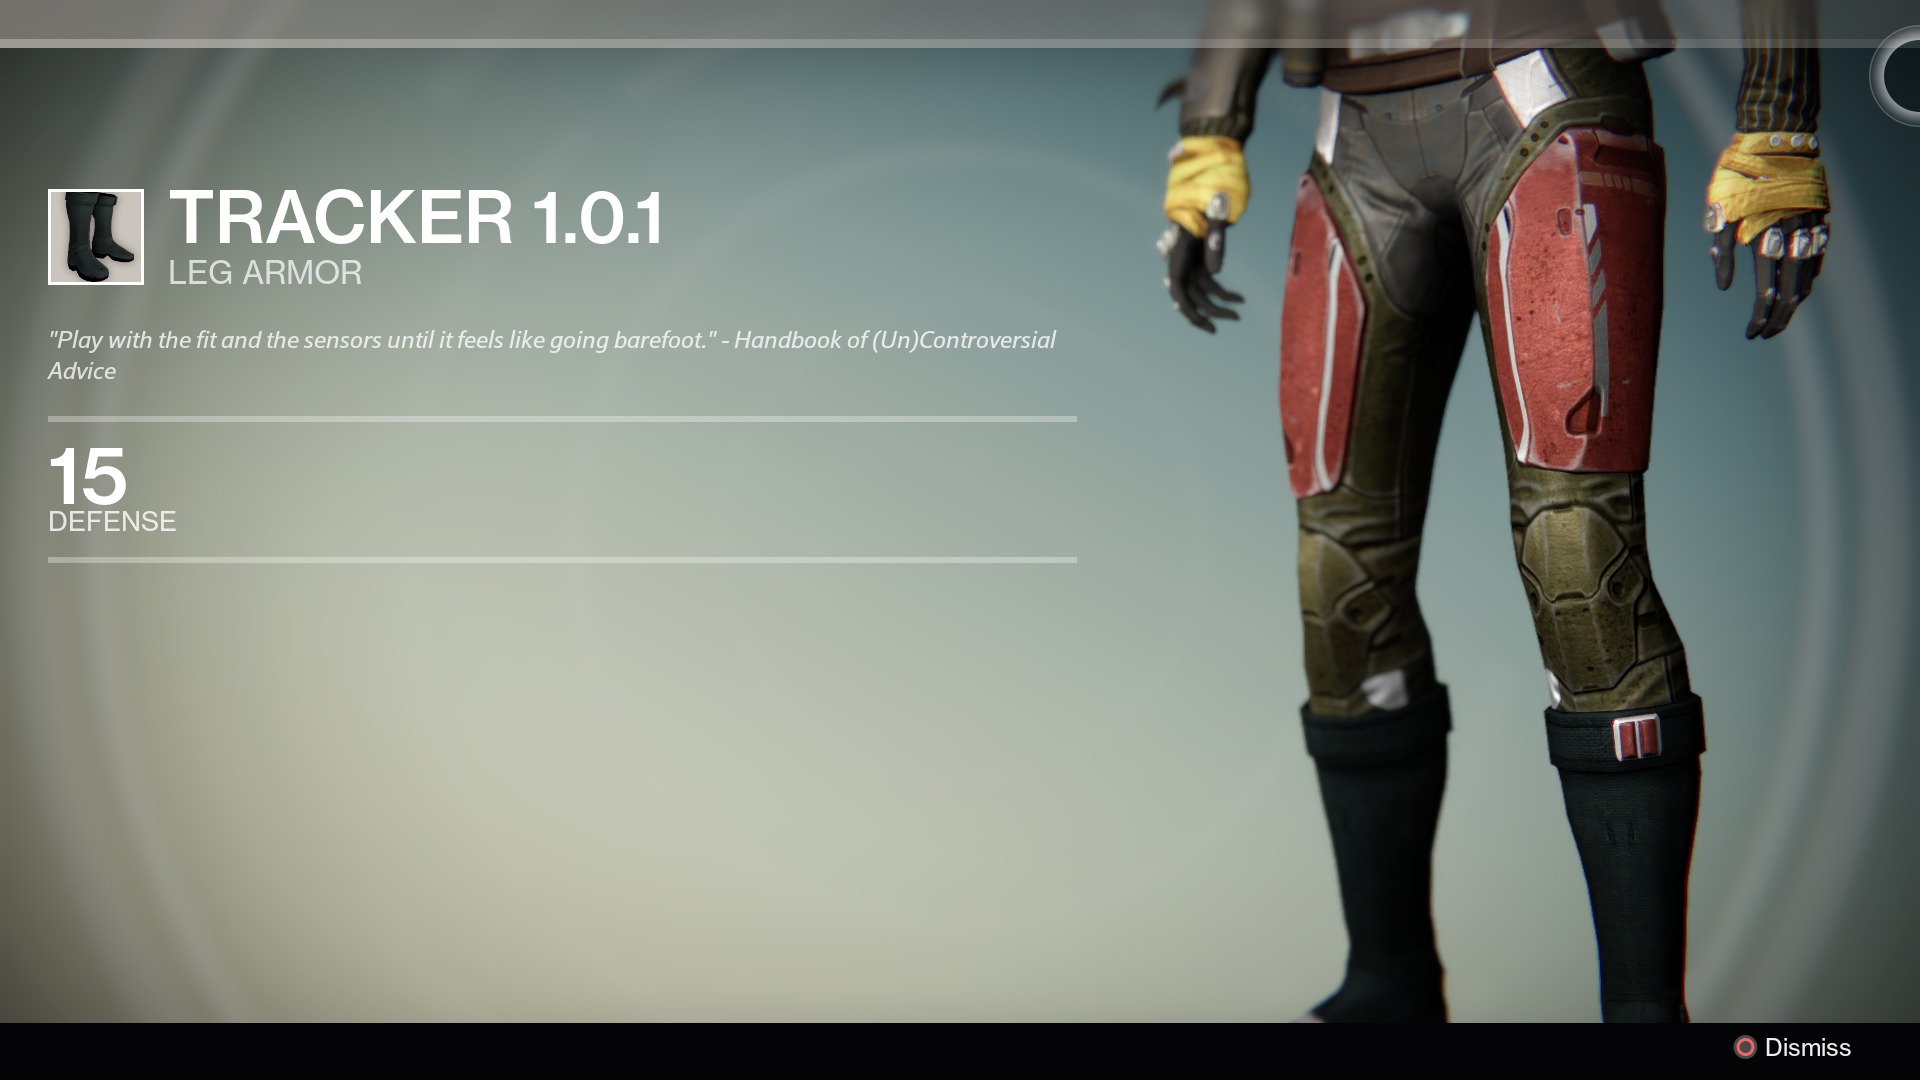 TRACKER 1.0.1
LEG ARMOR
"Play with the fit and the sensors until it feels like going barefoot." - Handbook of (Un)Controversial
Advice
15
DEFENSE
Dismiss